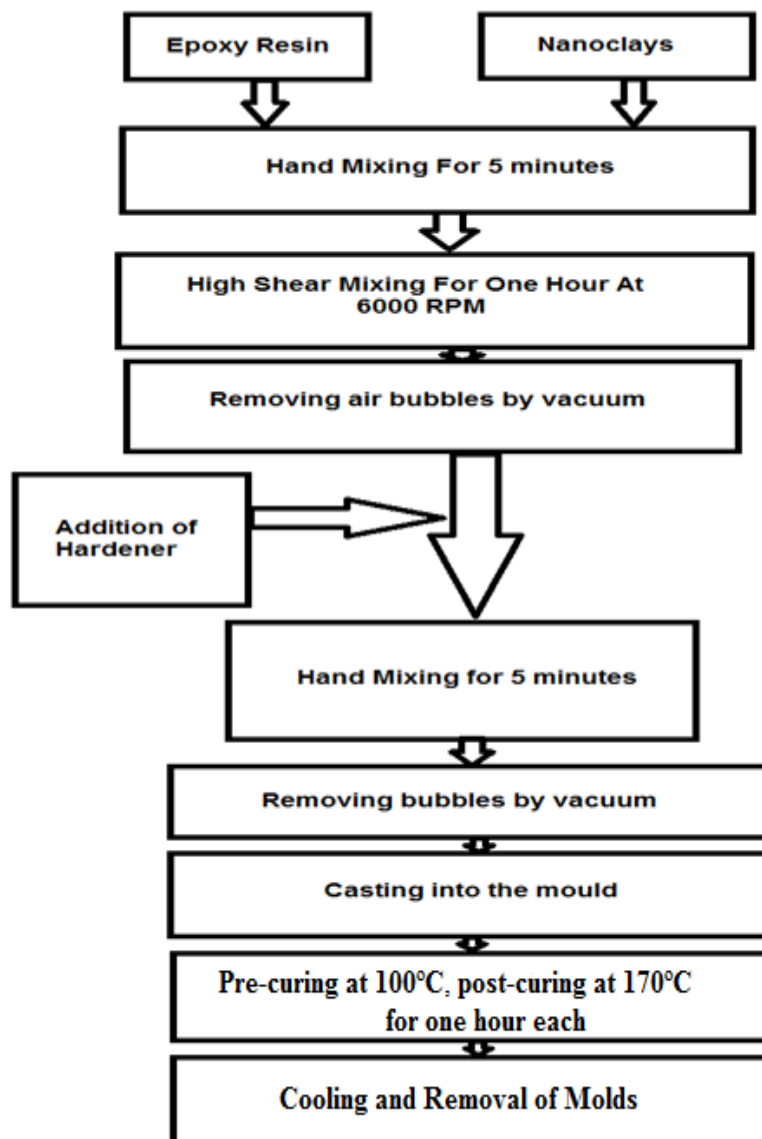 Epoxy Resin
Nanoclays
Hand Mixing For 5 minutes
High Shear Mixing For One Hour At
6000 RPM
Removing air bubbles by vacuum
Addition of
Hardener
Hand Mixing for 5 minutes
Removing bubbles by vacuum
Casting into the mould
Pre-curing at 100°C, post-curing at 170°C
for one hour each
Cooling and Removal of Molds